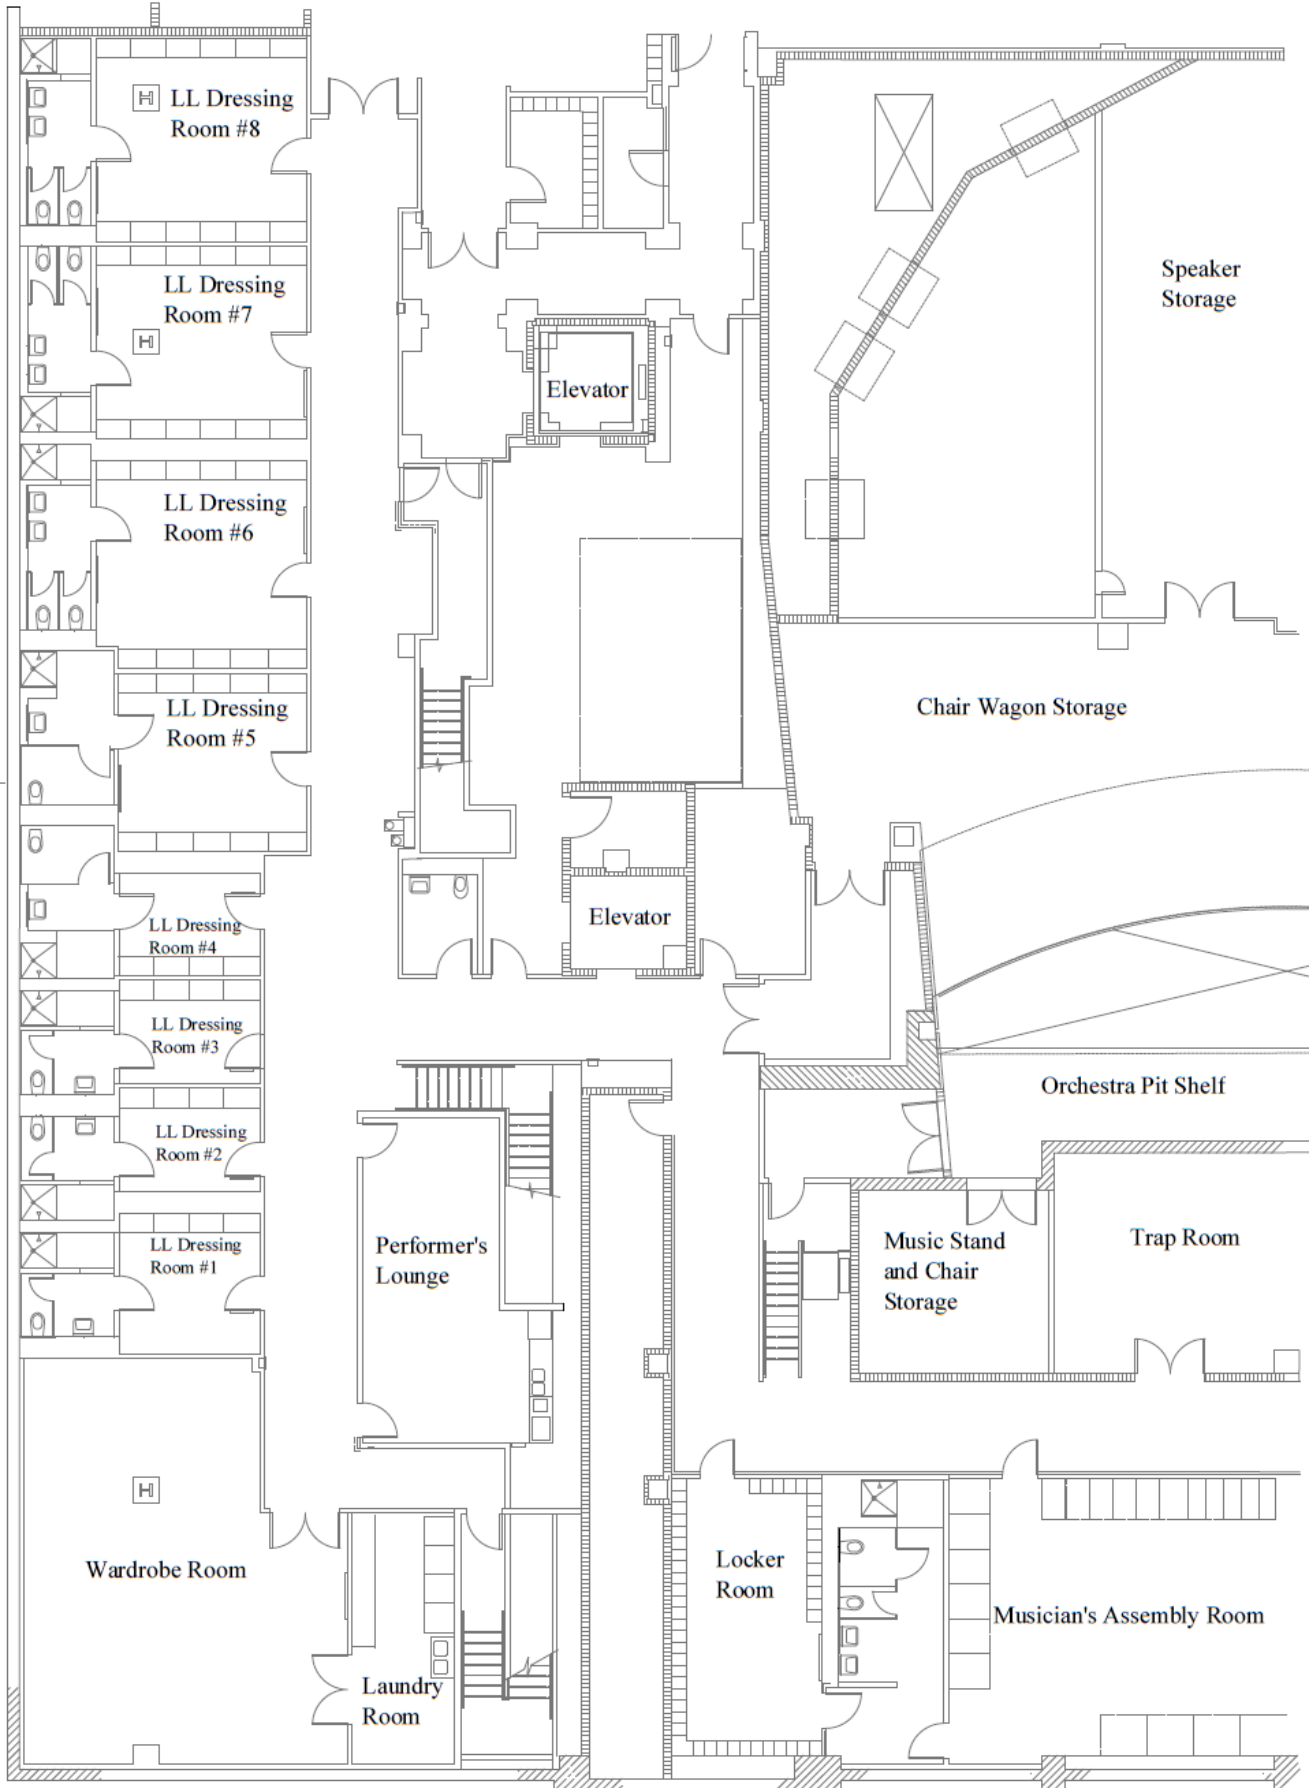 LL Dressing
Room #8
LL Dressing
Room #7
Speaker
Storage
Elevator
LL Dressing
Room #6
LL Dressing
Room #5
Chair Wagon Storage
LL Dressing
Room #4
Elevator
LL Dressing
Room #3
Orchestra Pit Shelf
LL Dressing
Room #2
LL Dressing
Room #1
Performer's
Lounge
Music Stand
and Chair
Storage
Trap Room
Wardrobe Room
Locker
Room
Musician's Assembly Room
Laundry
Room